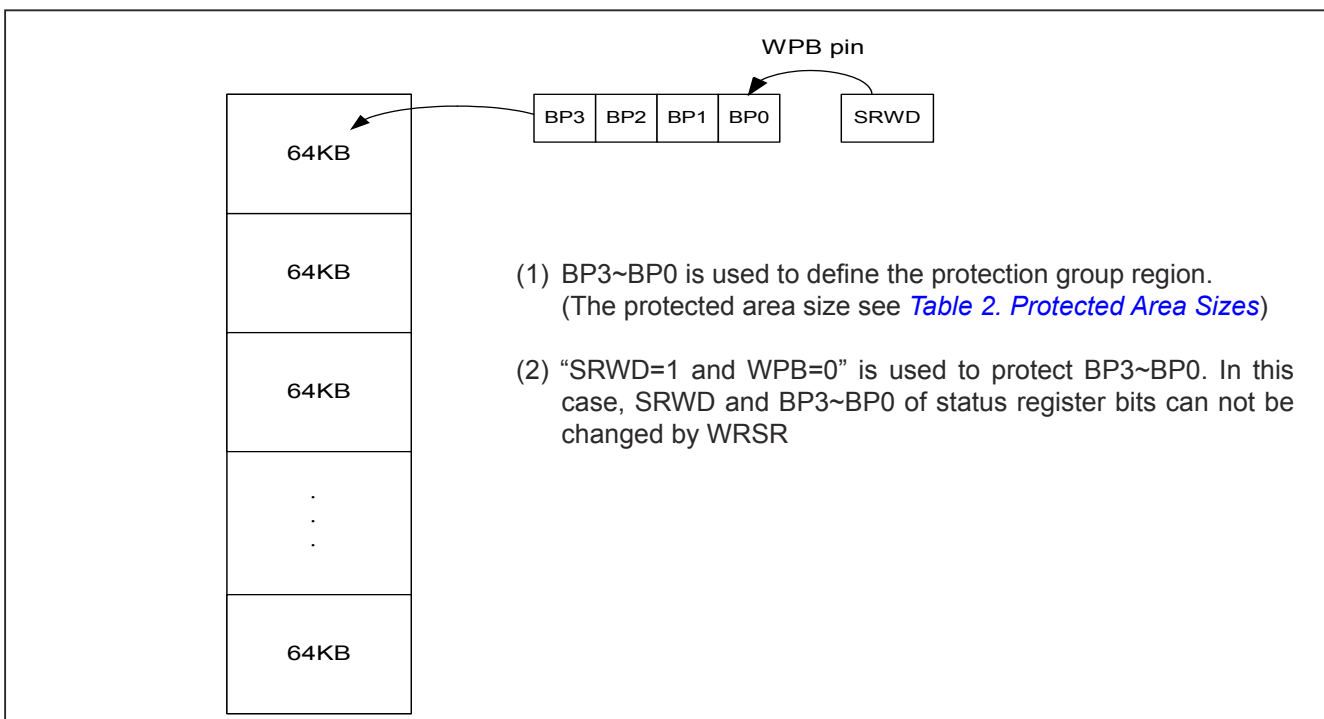 WPB pin
BP3 BP2 BP1 BP0 SRWD
64KB
64KB
64KB
.
.
.
64KB
(1) BP3~BP0 is used to define the protection group region.
(The protected area size see Table 2. Protected Area Sizes)
(2) “SRWD=1 and WPB=0” is used to protect BP3~BP0. In this
case, SRWD and BP3~BP0 of status register bits can not be
changed by WRSR